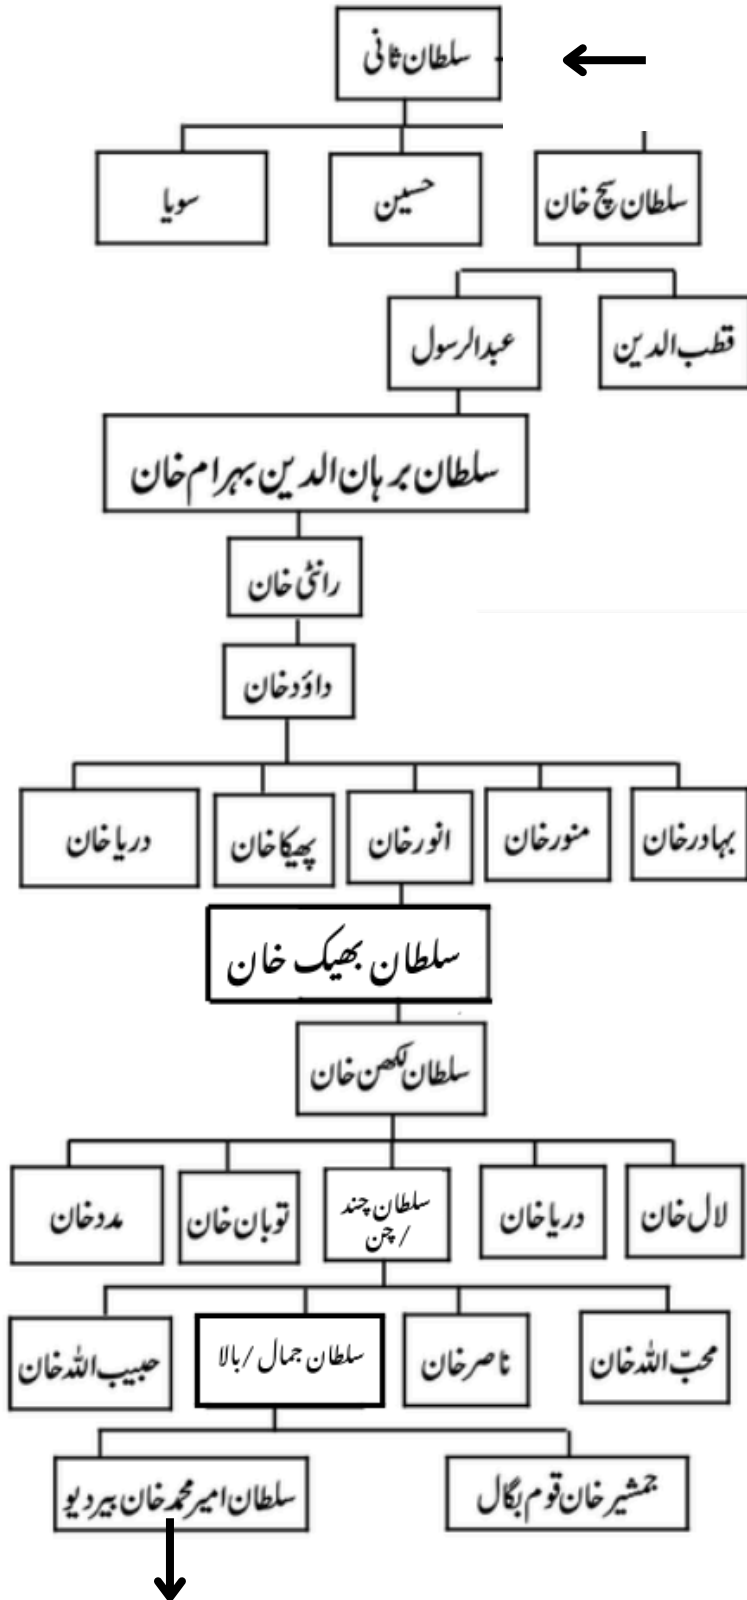 سلطان ثانی
سلطان سچ خان
حسین
سویا
قطب الدین
عبدالرسول
سلطان برہان الدین بہرام خان
رانٹی خان
داؤد خان
بہادر خان
منور خان
انور خان
پھیکا خان
دریا خان
سلطان بھیک خان
سلطان لکھن خان
لال خان
دریا خان
سلطان چند
/ چن
توبان خان
مدد خان
محبّ اللہ خان
ناصر خان
سلطان جمال / بالا
حبیب اللہ خان
جمشیر خان قوم بگال
سلطان امیر محمد خان بیردیو